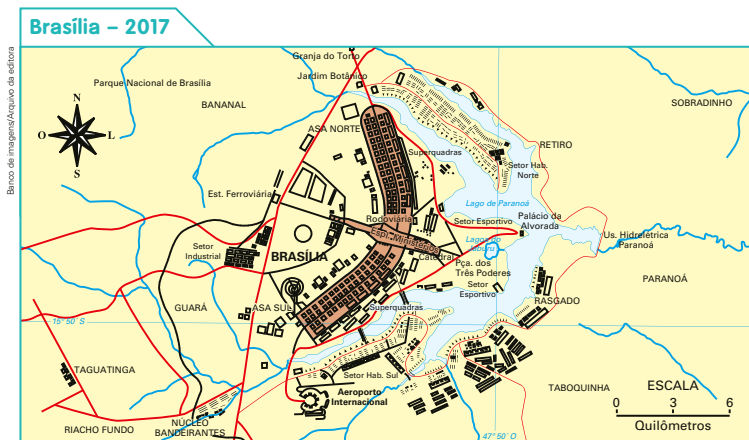 Brasília – 2017
Banco de imagens/Arquivo da editora
Granja do Torto
Jardim Botânico
Parque Nacional de Brasília
BANANAL
SOBRADINHO
N
O
L
S
ASA NORTE
RETIRO
Superquadras
Setor Hab.
Norte
Est. Ferroviária
Lago de Paranoá
Rodoviária
Setor Esportivo
Palácio da
Alvorada
Espl. Ministérios
Lagoa do
Jaburu
Us. Hidrelétrica
Paranoá
Setor
Industrial
BRASÍLIA
Catedral
Pça. dos
Três Poderes
PARANOÁ
Setor
Esportivo
GUARÁ
ASA SUL
Superquadras
RASGADO
15° 50' S
TAGUATINGA
Setor Hab. Sul
TABOQUINHA
ESCALA
Aeroporto
Internacional
0 3 6
Quilômetros
RIACHO FUNDO
NÚCLEO
BANDEIRANTES
47° 50' O